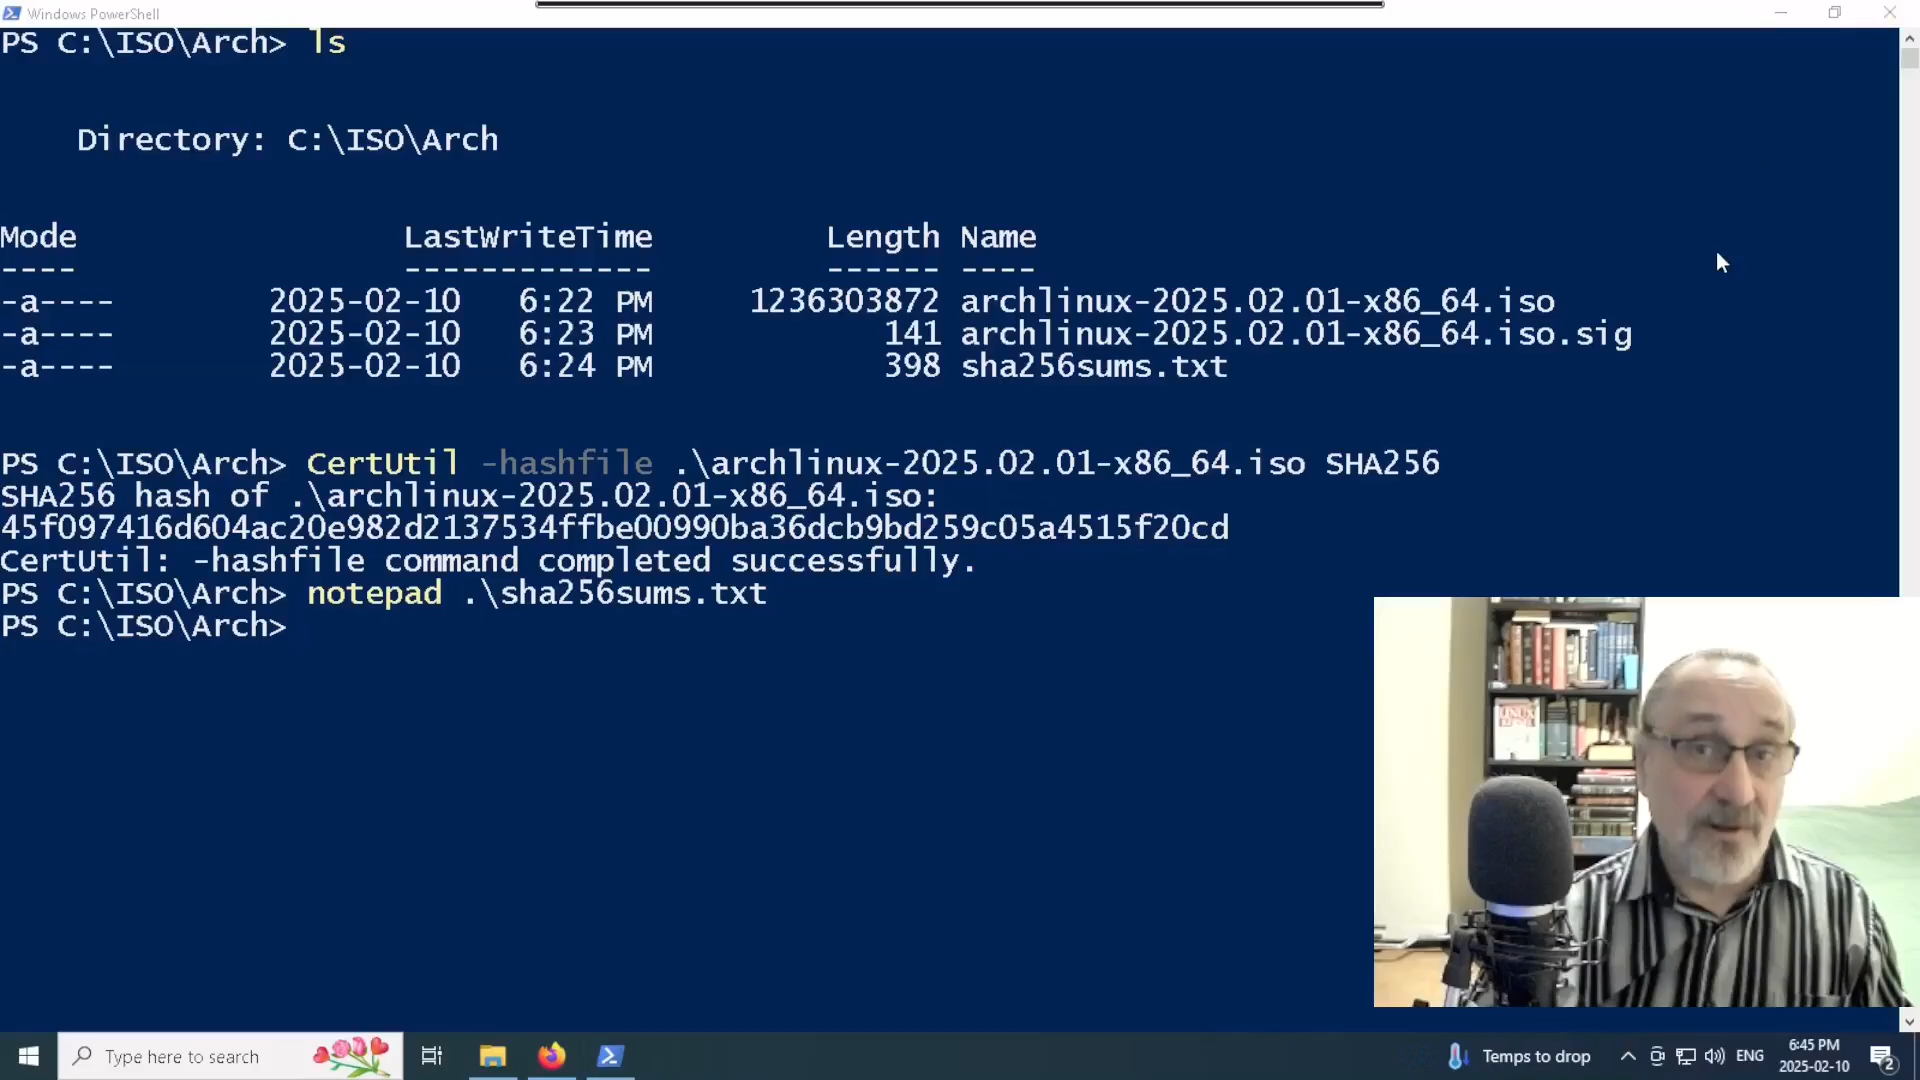 Windows PowerShell
PS C:\ISO\Arch> ls
Directory: C:\ISO\Arch
Mode LastWriteTime Length Name
---- ------------- ------ ----
-a---- 2025-02-10 6:22 PM 1236303872 archlinux-2025.02.01-x86_64.iso
-a---- 2025-02-10 6:23 PM 141 archlinux-2025.02.01-x86_64.iso.sig
-a---- 2025-02-10 6:24 PM 398 sha256sums.txt
PS C:\ISO\Arch> CertUtil -hashfile .\archlinux-2025.02.01-x86_64.iso SHA256
SHA256 hash of .\archlinux-2025.02.01-x86_64.iso:
45f097416d604ac20e982d2137534ffbe00990ba36dcb9bd259c05a4515f20cd
CertUtil: -hashfile command completed successfully.
PS C:\ISO\Arch> notepad .\sha256sums.txt
PS C:\ISO\Arch>
LINUX
Type here to search
Temps to drop
ENG
6:45 PM
2025-02-10
2